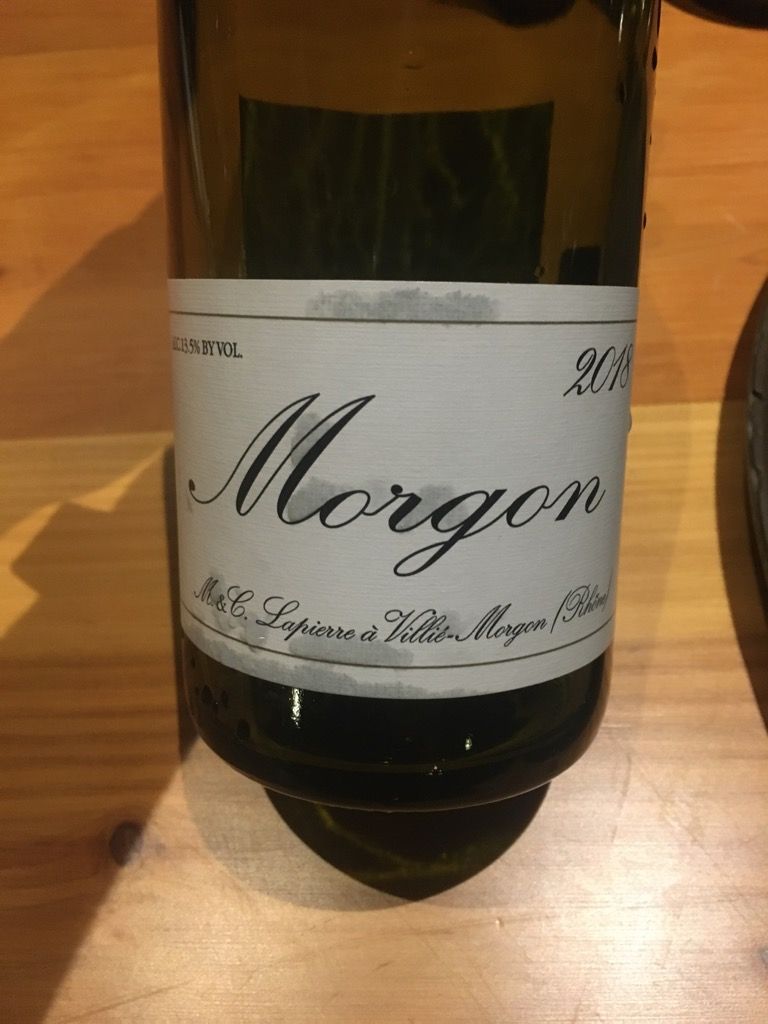 ALC.13.5% BY VOL.
2018
Morgon
M.&C. Lapierre à Villié-Morgon (Rhône)